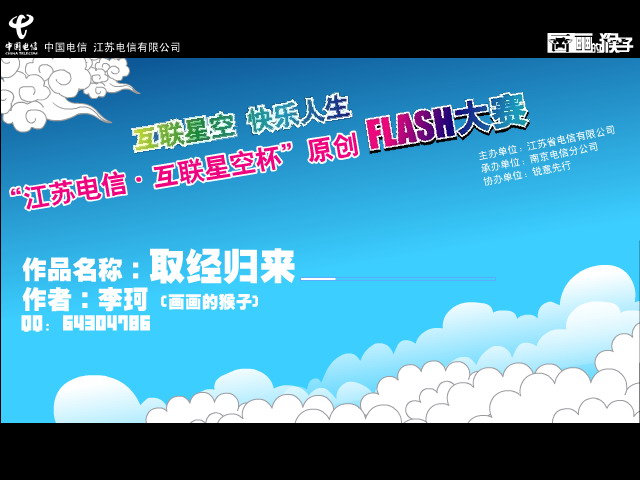 中国电信
CHINA TELECOM
中国电信 江苏电信有限公司
画画的猴子
互联星空 快乐人生
“江苏电信·互联星空杯”原创 FLASH大赛
主办单位：江苏省电信有限公司
承办单位：南京电信分公司
协办单位：锐意先行
作品名称：取经归来
作者：李珂（画画的猴子）
QQ：64304786